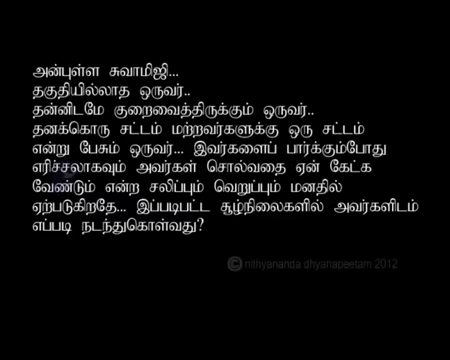 அன்புள்ள சுவாமிஜி...
தகுதியில்லாத ஒருவர்..
தன்னிடமே குறைவைத்திருக்கும் ஒருவர்..
தனக்கொரு சட்டம் மற்றவர்களுக்கு ஒரு சட்டம்
என்று பேசும் ஒருவர்... இவர்களைப் பார்க்கும்போது
எரிச்சலாகவும் அவர்கள் சொல்வதை ஏன் கேட்க
வேண்டும் என்ற சலிப்பும் வெறுப்பும் மனதில்
ஏற்படுகிறதே... இப்படிபட்ட சூழ்நிலைகளில் அவர்களிடம்
எப்படி நடந்துகொள்வது?
© nithyananda dhyanapeetam 2012